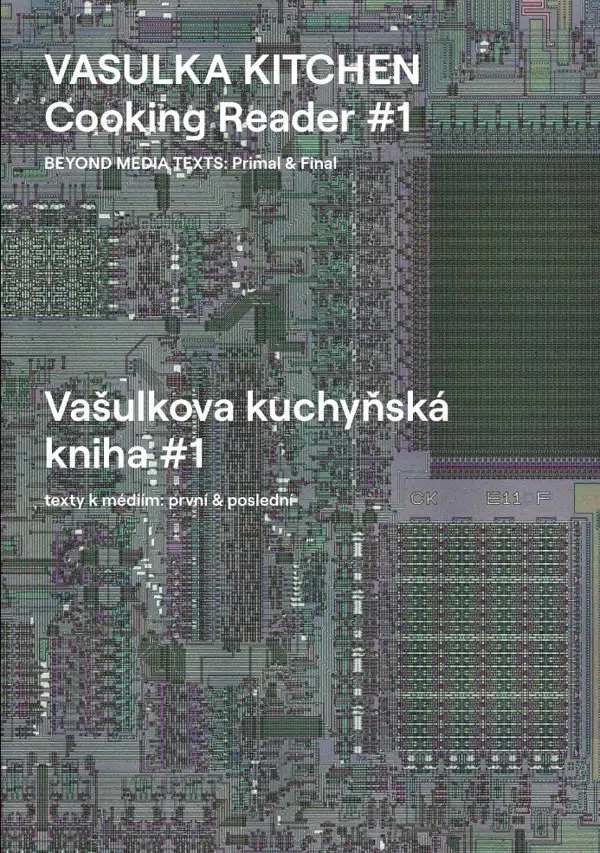 VASULKA KITCHEN
Cooking Reader #1
BEYOND MEDIA TEXTS: Primal & Final
Vašulkova kuchyňská
kniha #1
texty k médiím: první & poslední
CK E11 F